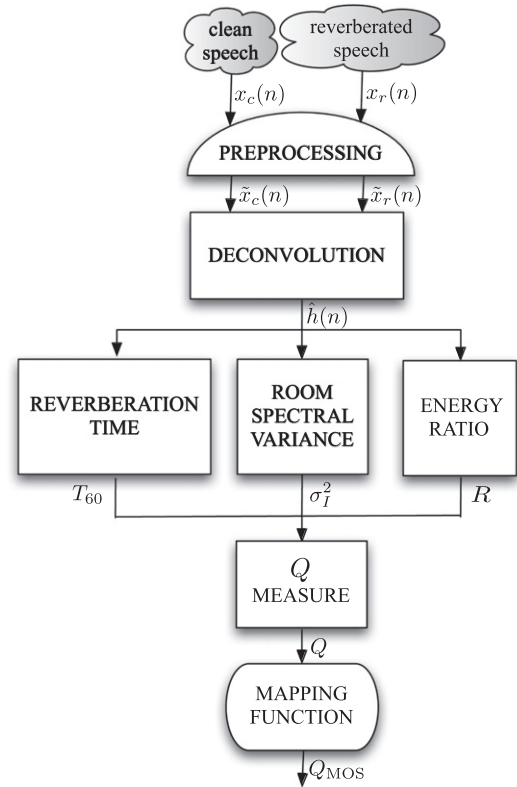 clean
speech
reverberated
speech
x_c(n)
x_r(n)
PREPROCESSING
x̃_c(n)
x̃_r(n)
DECONVOLUTION
ĥ(n)
REVERBERATION
TIME
ROOM
SPECTRAL
VARIANCE
ENERGY
RATIO
T_60
σ_I^2
R
Q
MEASURE
Q
MAPPING
FUNCTION
Q_MOS